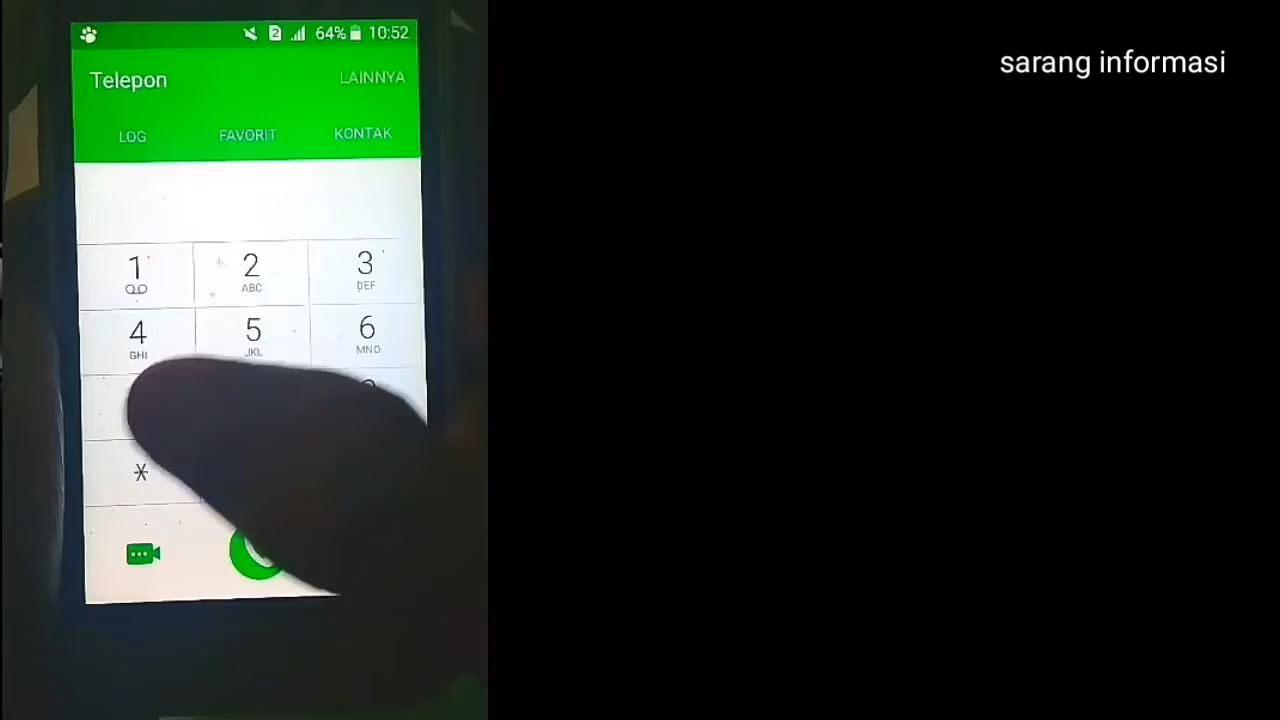 2 64% 10:52
sarang informasi
Telepon
LAINNYA
LOG FAVORIT KONTAK
1 2 3
ABC DEF
4 5 6
GHI JKL MNO
*